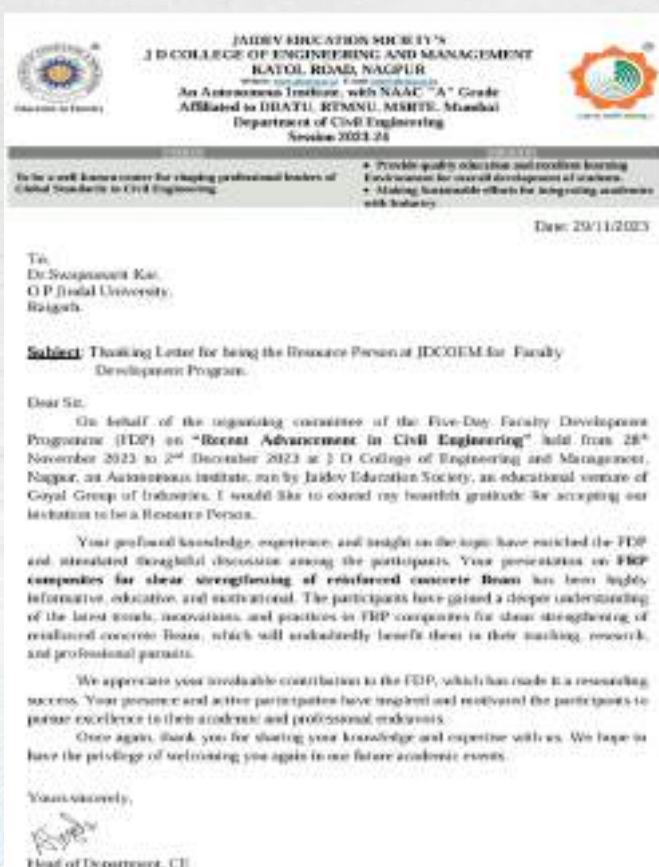 JAIDEV EDUCATION SOCIETY'S
J D COLLEGE OF ENGINEERING AND MANAGEMENT
KATOL ROAD, NAGPUR
An Autonomous Institute, with NAAC "A" Grade
Affiliated to DBATU, RTMNU, MSBTE, Mumbai
Department of Civil Engineering
Session 2023-24
To be a well known center for shaping professional leaders of
Global Standards in Civil Engineering
• Provide quality education and excellent learning
Environment for overall development of students.
• Making Sustainable efforts for integrating academics
with Industry
Date: 29/11/2023
To,
Dr. Kar,
O P Jindal University,
Raigarh.
Subject: Thanking Letter for being the Resource Person at JDCOEM for Faculty
Development Program.
Dear Sir,
On behalf of the organizing committee of the Five-Day Faculty Development
Programme (FDP) on "Recent Advancement in Civil Engineering" held from 28th
November 2023 to 2nd December 2023 at J D College of Engineering and Management,
Nagpur, an Autonomous institute, run by Jaidev Education Society, an educational venture of
Goyal Group of Industries, I would like to extend my heartfelt gratitude for accepting our
invitation to be a Resource Person.
Your profound knowledge, experience, and insight on the topic have enriched the FDP
and stimulated thoughtful discussion among the participants. Your presentation on FRP
composites for shear strengthening of reinforced concrete Beam has been highly
informative, educative, and motivational. The participants have gained a deeper understanding
of the latest trends, innovations, and practices in FRP composites for shear strengthening of
reinforced concrete Beam, which will undoubtedly benefit them in their teaching, research,
and professional pursuits.
We appreciate your invaluable contribution to the FDP, which has made it a resounding
success. Your presence and active participation have inspired and motivated the participants to
pursue excellence in their academic and professional endeavors.
Once again, thank you for sharing your knowledge and expertise with us. We hope to
have the privilege of welcoming you again in our future academic events.
Yours sincerely,
Head of Department, CE